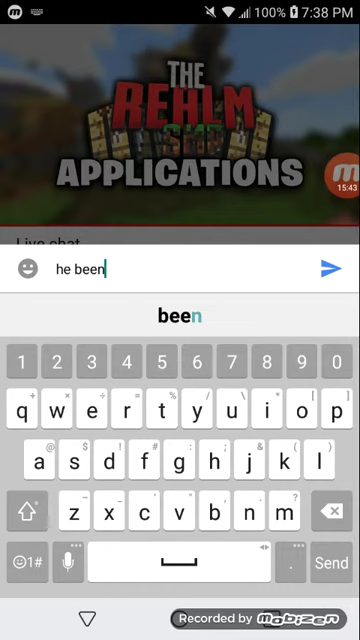 100% 7:38 PM
THE
REHLM
SMP
APPLICATIONS
15:43
Live chat
he been
been
1 2 3 4 5 6 7 8 9 0
+ × ÷ = % / \ * [ ]
q w e r t y u i o p
@ $ ! # : ; & ( )
a s d f g h j k l
- _ ' " , ?
z x c v b n m
1# . Send
Recorded by mobizen